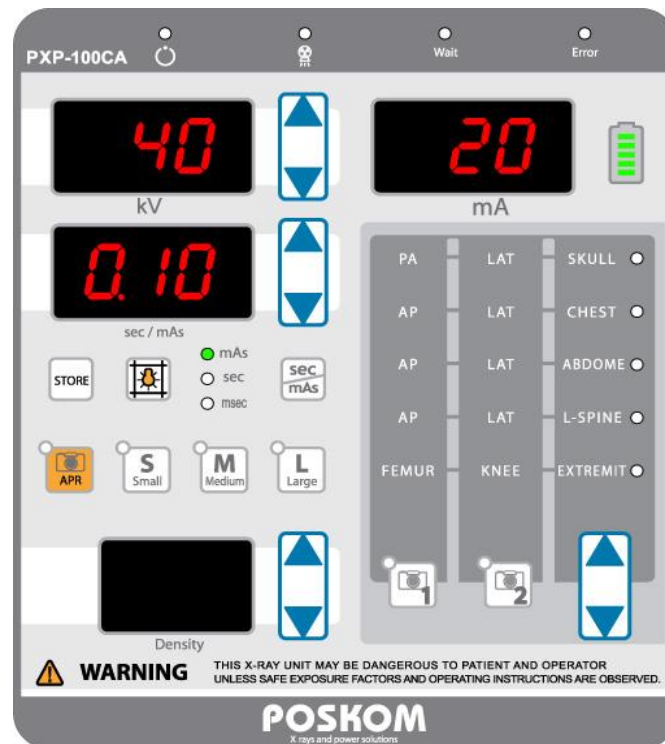 PXP-100CA
Wait
Error
40
20
kV
mA
0.10
sec / mAs
mAs
sec
msec
STORE
sec
mAs
APR
S
Small
M
Medium
L
Large
Density
PA LAT SKULL
AP LAT CHEST
AP LAT ABDOME
AP LAT L-SPINE
FEMUR KNEE EXTREMIT
1
2
WARNING
THIS X-RAY UNIT MAY BE DANGEROUS TO PATIENT AND OPERATOR
UNLESS SAFE EXPOSURE FACTORS AND OPERATING INSTRUCTIONS ARE OBSERVED.
POSKOM
X rays and power solutions